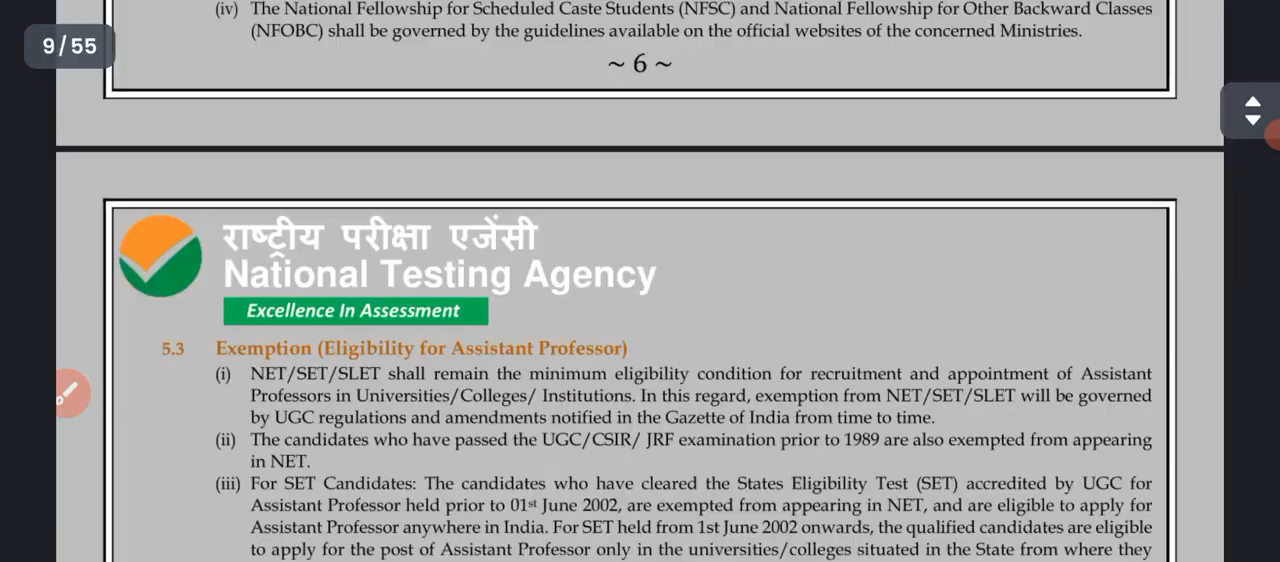 (iv) The National Fellowship for Scheduled Caste Students (NFSC) and National Fellowship for Other Backward Classes
(NFOBC) shall be governed by the guidelines available on the official websites of the concerned Ministries.
9/55
~ 6 ~
राष्ट्रीय परीक्षा एजेंसी
National Testing Agency
Excellence In Assessment
5.3 Exemption (Eligibility for Assistant Professor)
(i) NET/SET/SLET shall remain the minimum eligibility condition for recruitment and appointment of Assistant
Professors in Universities/Colleges/ Institutions. In this regard, exemption from NET/SET/SLET will be governed
by UGC regulations and amendments notified in the Gazette of India from time to time.
(ii) The candidates who have passed the UGC/CSIR/ JRF examination prior to 1989 are also exempted from appearing
in NET.
(iii) For SET Candidates: The candidates who have cleared the States Eligibility Test (SET) accredited by UGC for
Assistant Professor held prior to 01st June 2002, are exempted from appearing in NET, and are eligible to apply for
Assistant Professor anywhere in India. For SET held from 1st June 2002 onwards, the qualified candidates are eligible
to apply for the post of Assistant Professor only in the universities/colleges situated in the State from where they